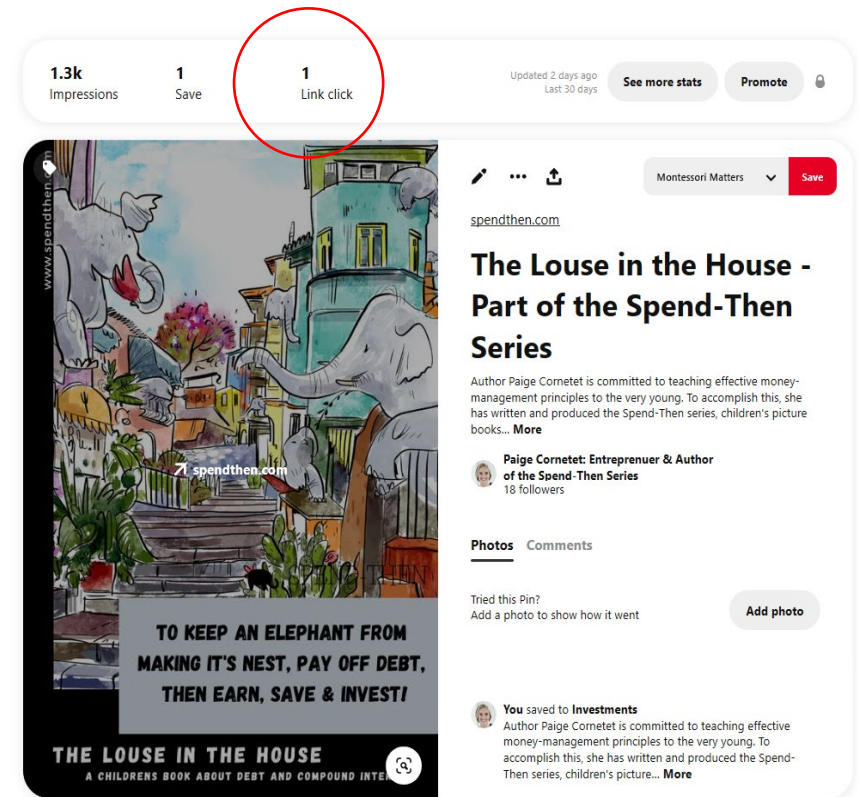 1.3k
Impressions
1
Save
1
Link click
Updated 2 days ago
Last 30 days
See more stats
Promote
www.spendthen.com
Montessori Matters
Save
spendthen.com
The Louse in the House -
Part of the Spend-Then
Series
Author Paige Cornetet is committed to teaching effective money-
management principles to the very young. To accomplish this, she
has written and produced the Spend-Then series, children's picture
books... More
Paige Cornetet: Entreprenuer & Author
of the Spend-Then Series
18 followers
Photos Comments
Tried this Pin?
Add a photo to show how it went
Add photo
You saved to Investments
Author Paige Cornetet is committed to teaching effective
money-management principles to the very young. To
accomplish this, she has written and produced the Spend-
Then series, children's picture... More
spendthen.com
SPEND-THEN
TO KEEP AN ELEPHANT FROM
MAKING IT'S NEST, PAY OFF DEBT,
THEN EARN, SAVE & INVEST!
THE LOUSE IN THE HOUSE
A CHILDRENS BOOK ABOUT DEBT AND COMPOUND